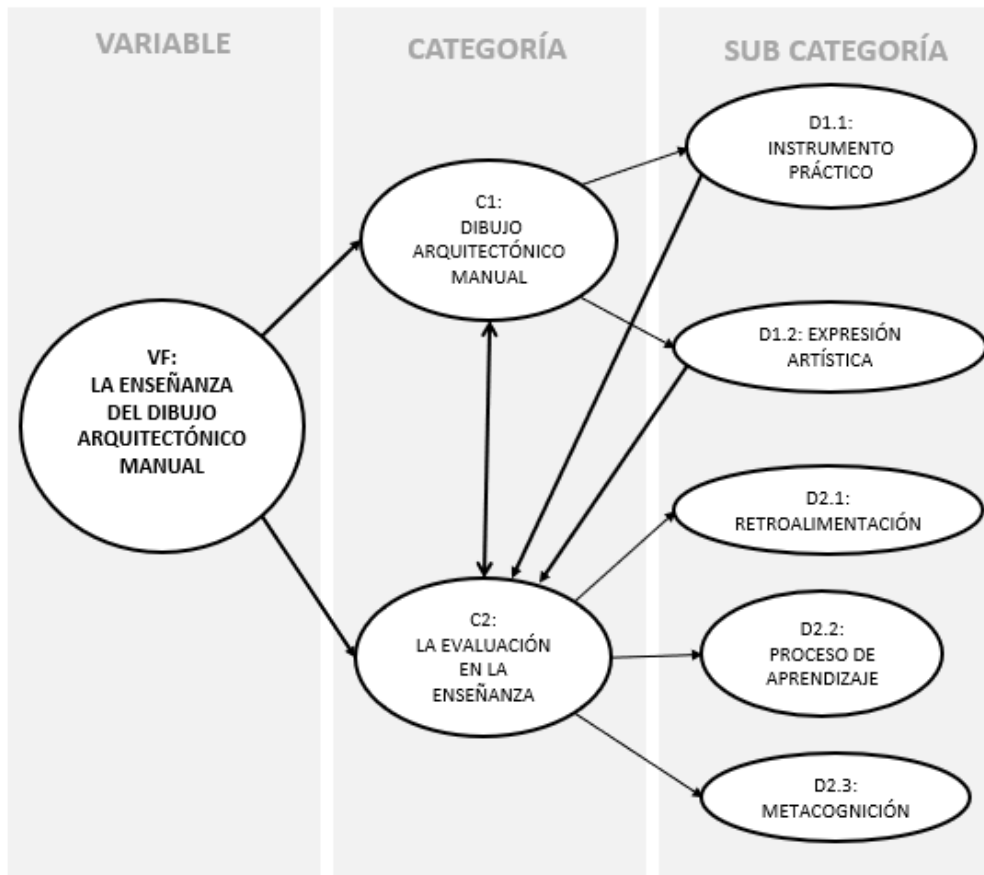 VARIABLE
CATEGORÍA
SUB CATEGORÍA
VF:
LA ENSEÑANZA
DEL DIBUJO
ARQUITECTÓNICO
MANUAL
C1:
DIBUJO
ARQUITECTÓNICO
MANUAL
C2:
LA EVALUACIÓN
EN LA
ENSEÑANZA
D1.1:
INSTRUMENTO
PRÁCTICO
D1.2: EXPRESIÓN
ARTÍSTICA
D2.1:
RETROALIMENTACIÓN
D2.2:
PROCESO DE
APRENDIZAJE
D2.3:
METACOGNICIÓN